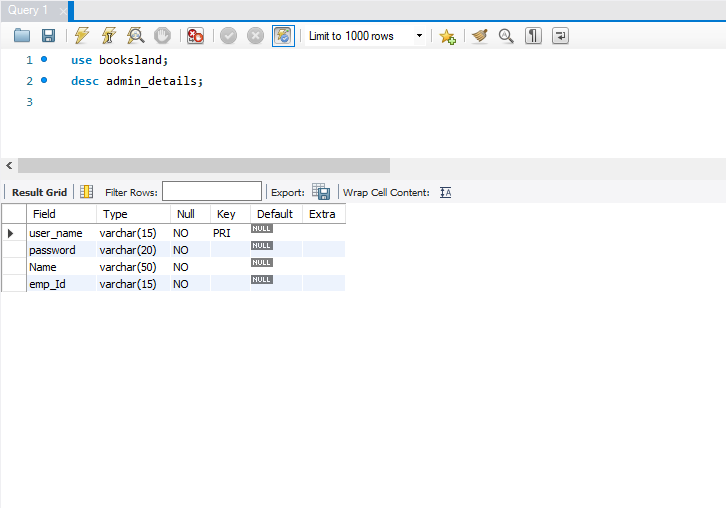 Query 1
Limit to 1000 rows
1 use booksland;
2 desc admin_details;
3
Result Grid Filter Rows: Export: Wrap Cell Content: IA
Field Type Null Key Default Extra
user_name varchar(15) NO PRI NULL
password varchar(20) NO NULL
Name varchar(50) NO NULL
emp_Id varchar(15) NO NULL